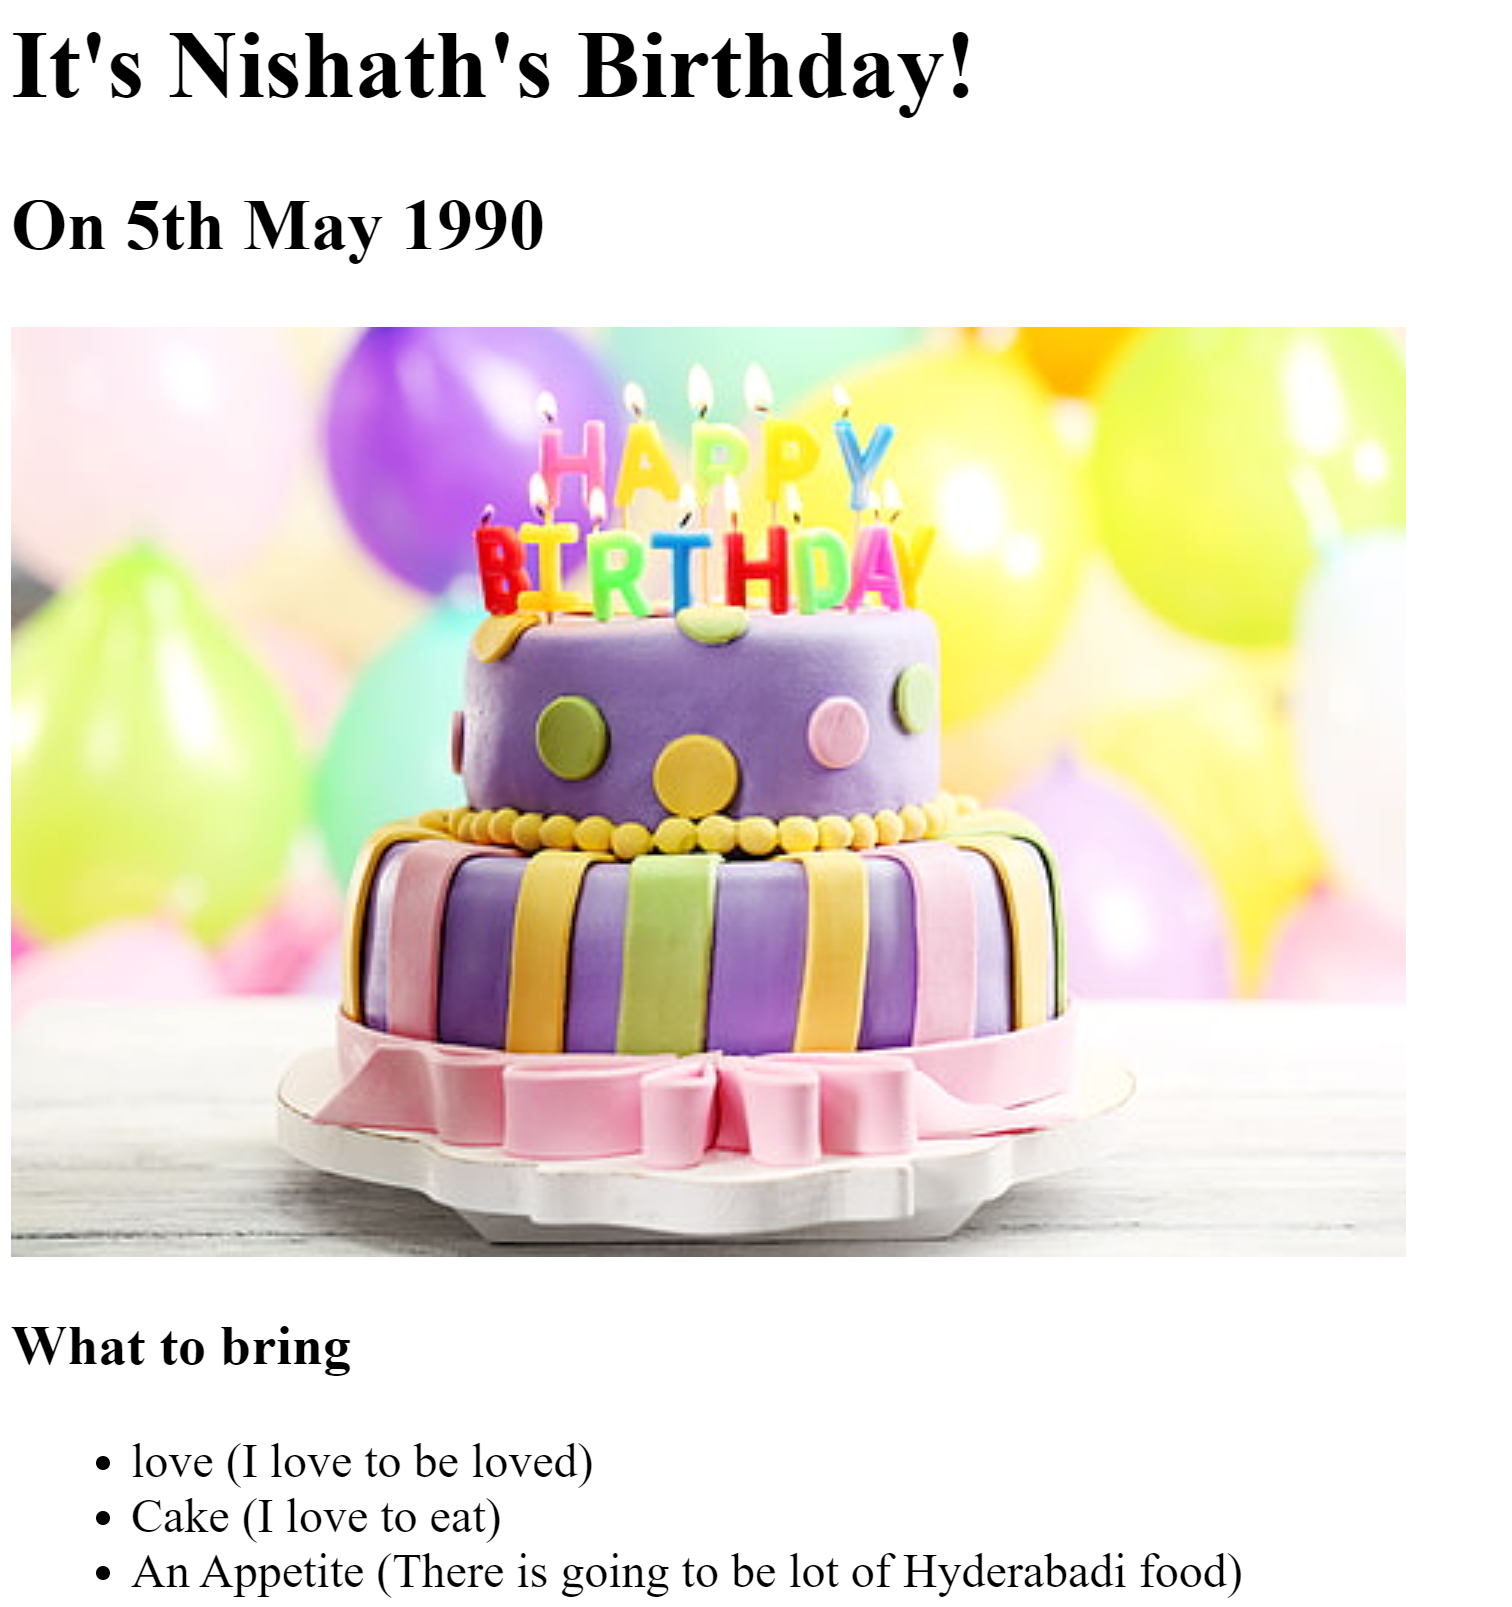 It's Nishath's Birthday!
On 5th May 1990
HAPPY
BIRTHDAY
What to bring
love (I love to be loved)
Cake (I love to eat)
An Appetite (There is going to be lot of Hyderabadi food)